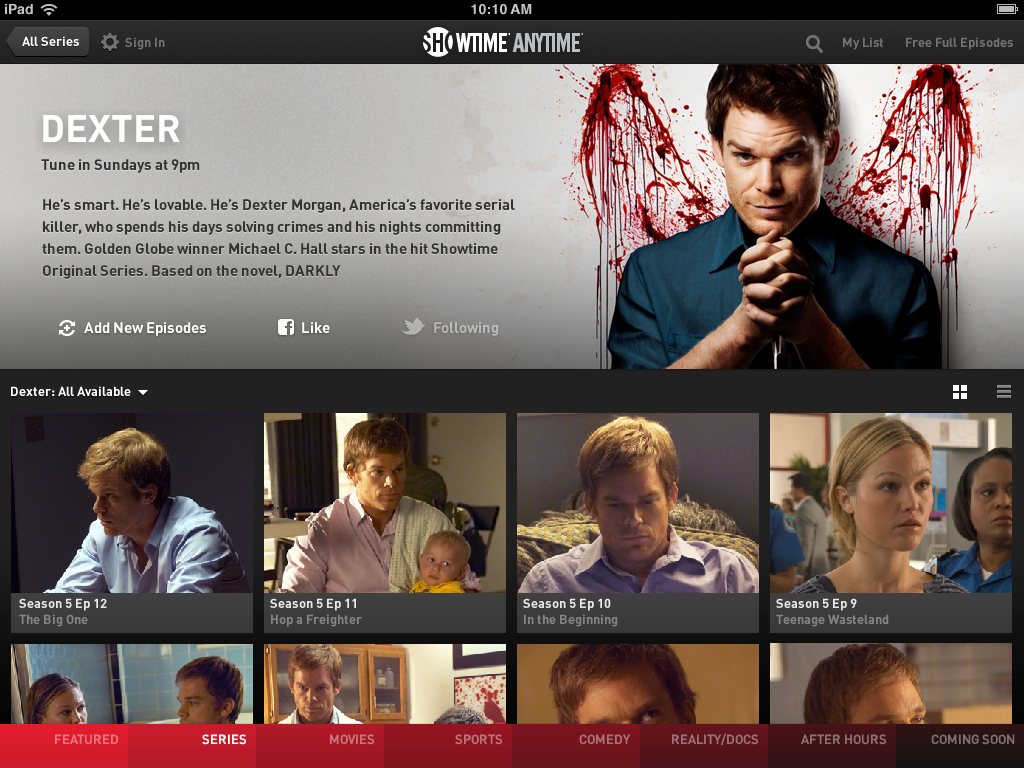 iPad
10:10 AM
All Series
Sign In
SHOWTIME ANYTIME
My List
Free Full Episodes
DEXTER
Tune in Sundays at 9pm
He's smart. He's lovable. He's Dexter Morgan, America's favorite serial
killer, who spends his days solving crimes and his nights committing
them. Golden Globe winner Michael C. Hall stars in the hit Showtime
Original Series. Based on the novel, DARKLY
Add New Episodes
Like
Following
Dexter: All Available
Season 5 Ep 12
The Big One
Season 5 Ep 11
Hop a Freighter
Season 5 Ep 10
In the Beginning
Season 5 Ep 9
Teenage Wasteland
FEATURED
SERIES
MOVIES
SPORTS
COMEDY
REALITY/DOCS
AFTER HOURS
COMING SOON